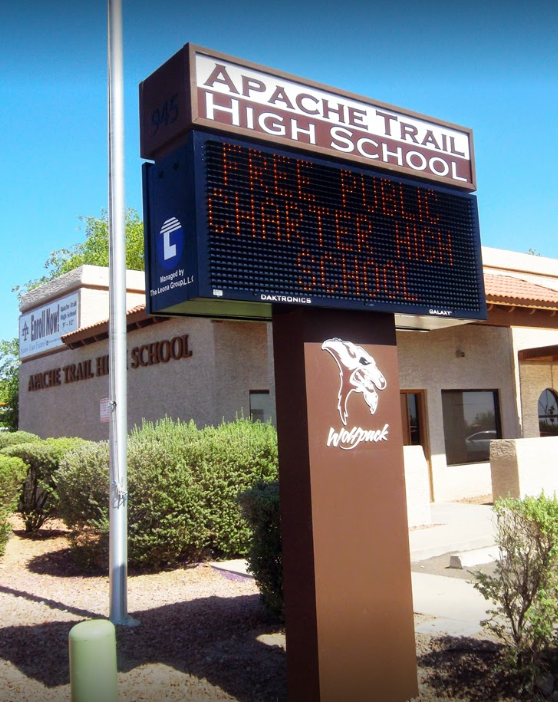 945
APACHE TRAIL
HIGH SCHOOL
FREE PUBLIC
CHARTER HIGH
SCHOOL
L
Managed by
The Leona Group, L.L.C.
DAKTRONICS
GALAXY
Wolfpack
Enroll Now!
APACHE TRAIL HIGH SCHOOL